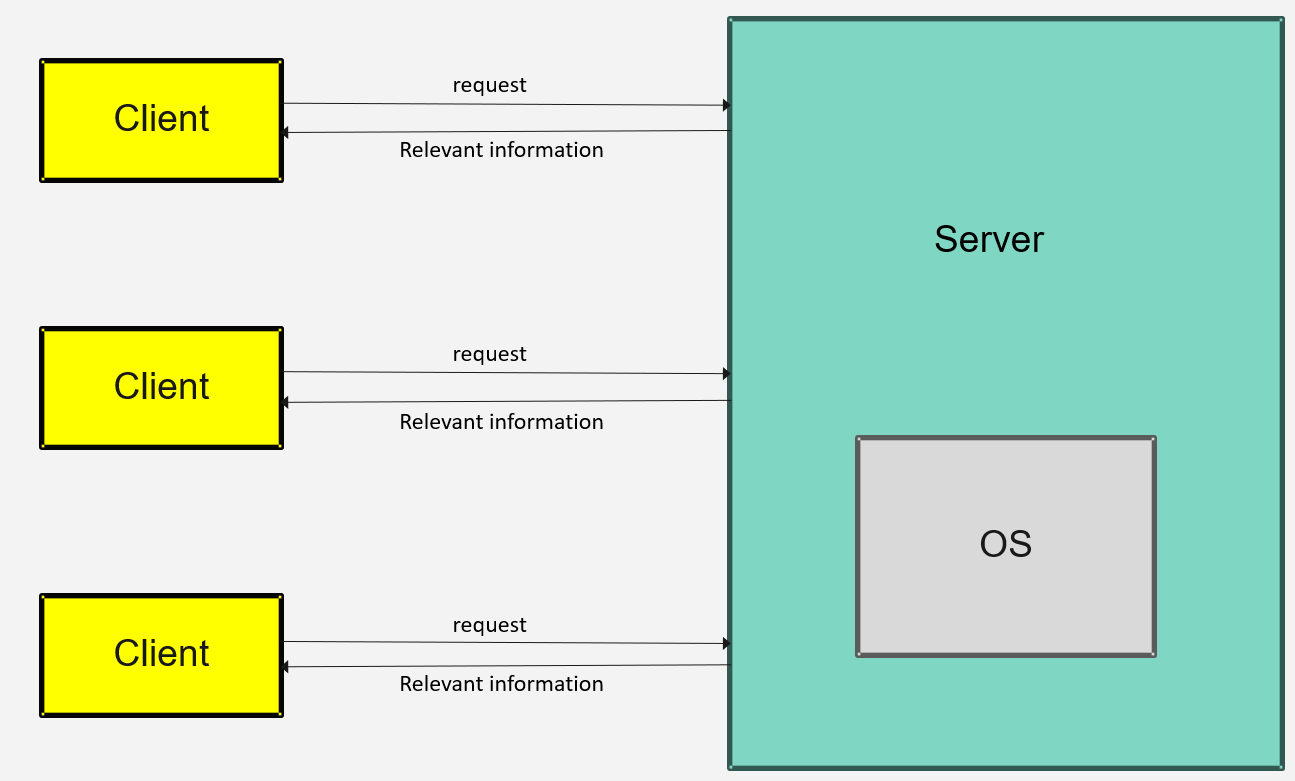 Client
request
Relevant information
Server
Client
request
Relevant information
OS
Client
request
Relevant information